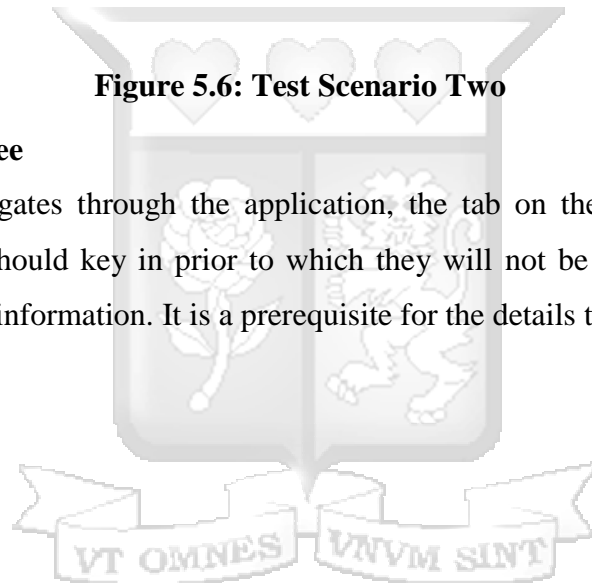 Figure 5.6: Test Scenario Two
ee
gates through the application, the tab on the
hould key in prior to which they will not be
information. It is a prerequisite for the details t
VT OMNES VNVM SINT